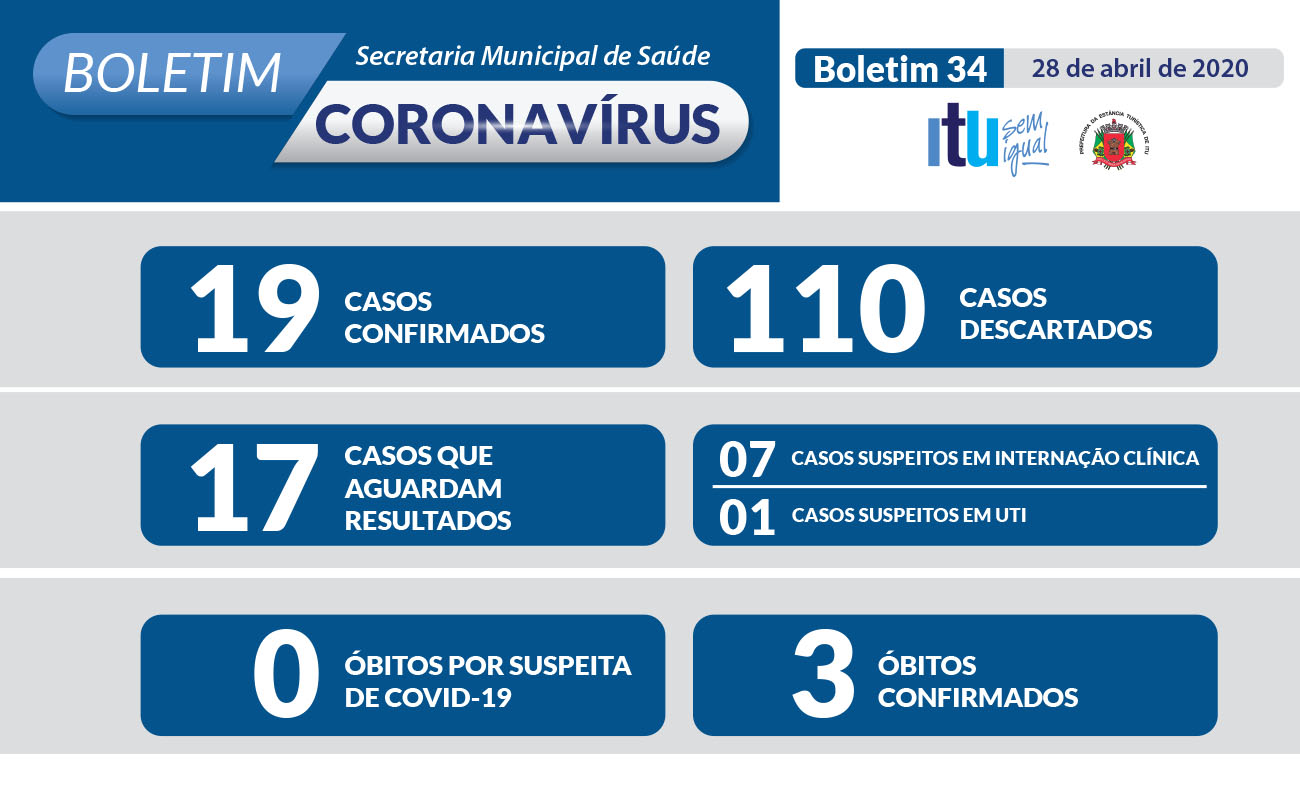 BOLETIM
Secretaria Municipal de Saúde
CORONAVÍRUS
Boletim 34
28 de abril de 2020
itu sem igual
PREFEITURA DA ESTÂNCIA TURÍSTICA DE ITU
19 CASOS
CONFIRMADOS
110 CASOS
DESCARTADOS
17 CASOS QUE
AGUARDAM
RESULTADOS
07 CASOS SUSPEITOS EM INTERNAÇÃO CLÍNICA
01 CASOS SUSPEITOS EM UTI
0 ÓBITOS POR SUSPEITA
DE COVID-19
3 ÓBITOS
CONFIRMADOS